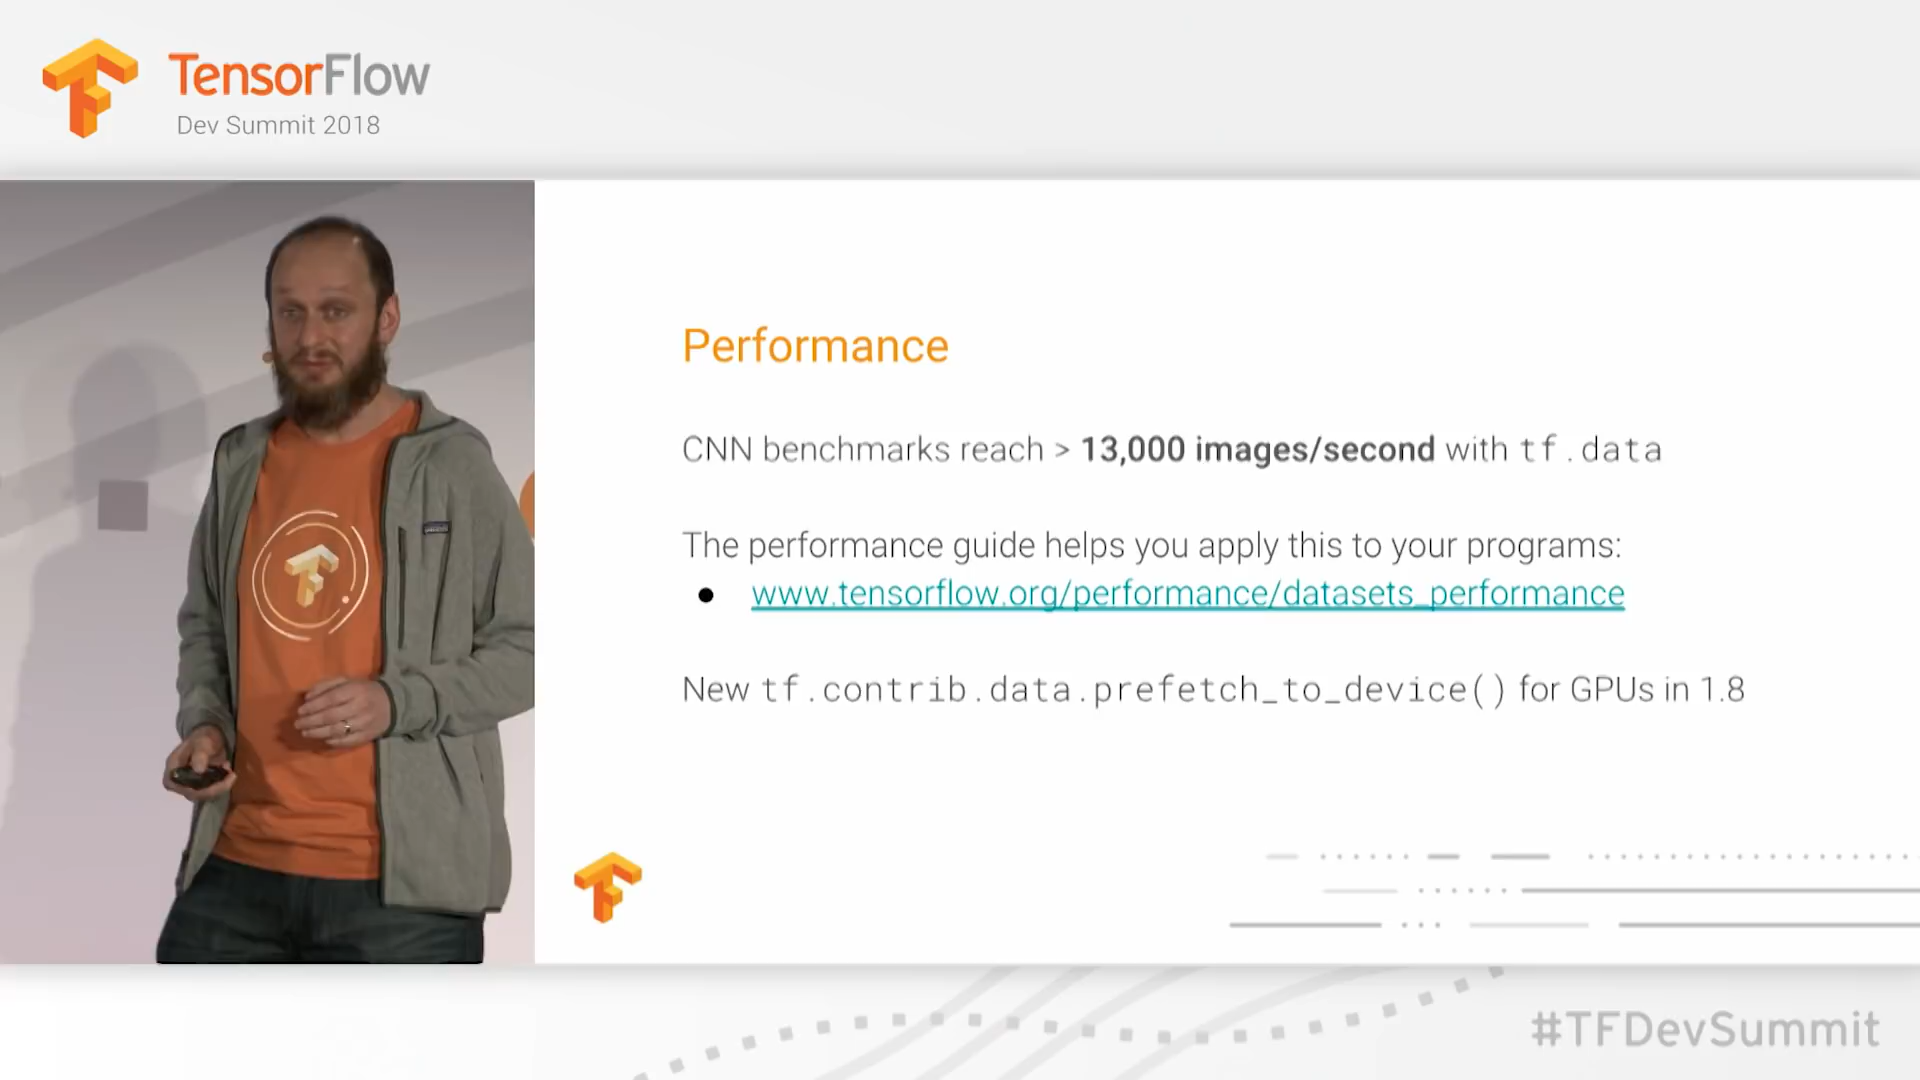 TensorFlow
Dev Summit 2018
Performance
CNN benchmarks reach > 13,000 images/second with tf.data
The performance guide helps you apply this to your programs:
● www.tensorflow.org/performance/datasets_performance
New tf.contrib.data.prefetch_to_device() for GPUs in 1.8
#TFDevSummit